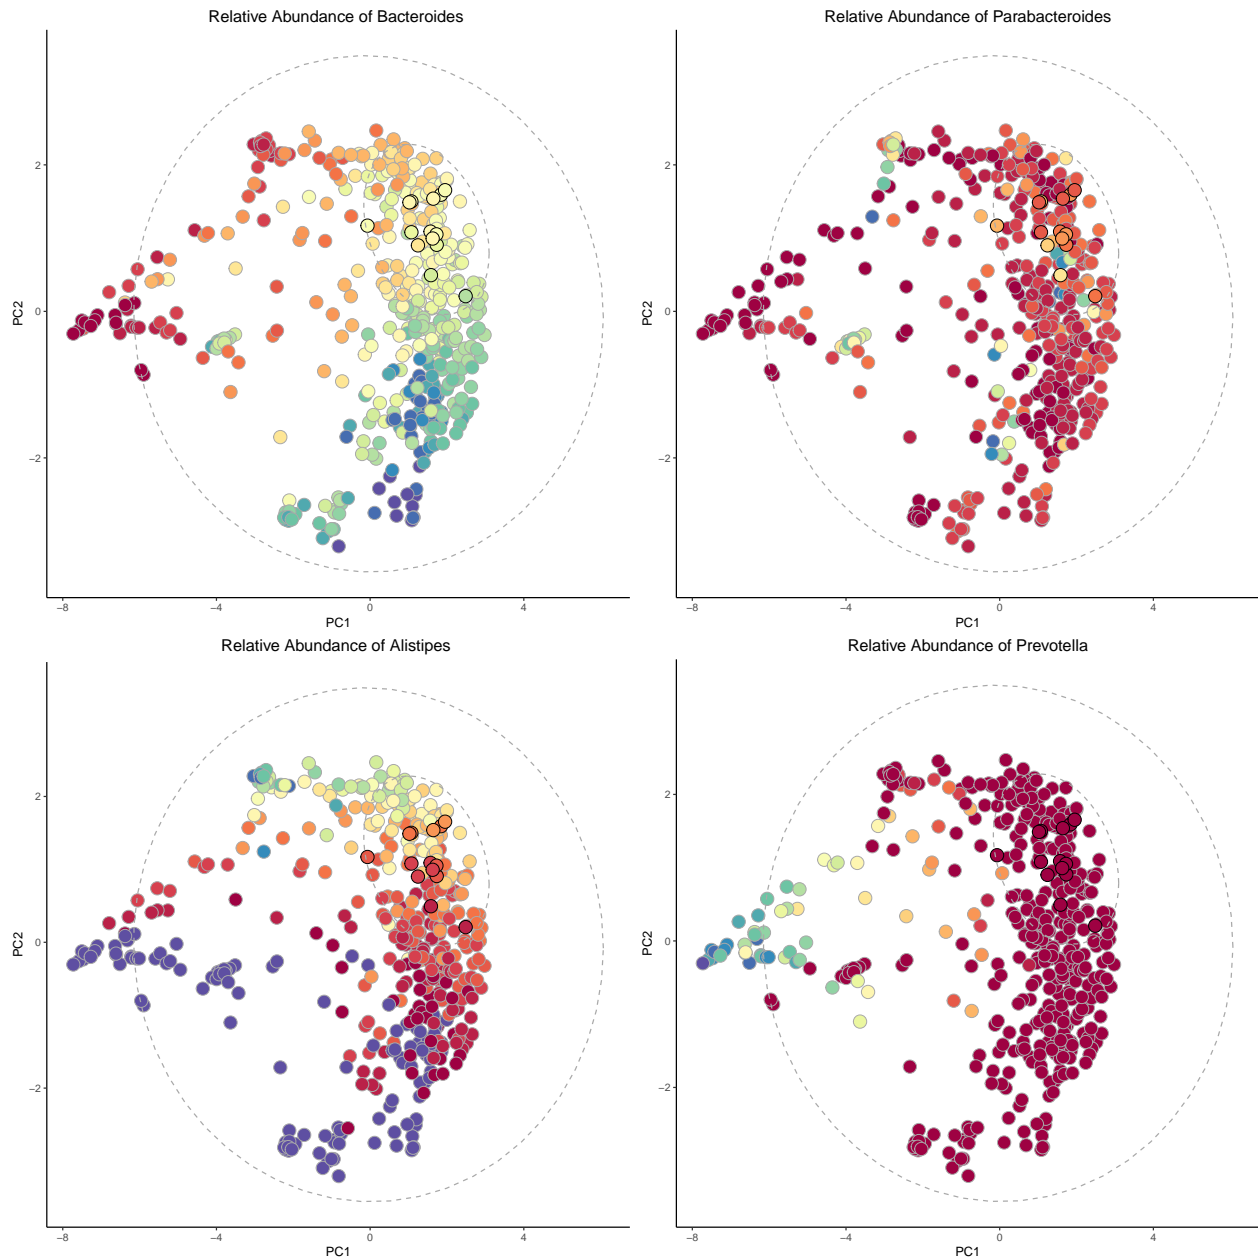 Relative Abundance of Bacteroides
2
0
−2
PC2
−8
−4
0
4
PC1
Relative Abundance of Parabacteroides
2
0
−2
PC2
−8
−4
0
4
PC1
Relative Abundance of Alistipes
2
0
−2
PC2
−8
−4
0
4
PC1
Relative Abundance of Prevotella
2
0
−2
PC2
−8
−4
0
4
PC1